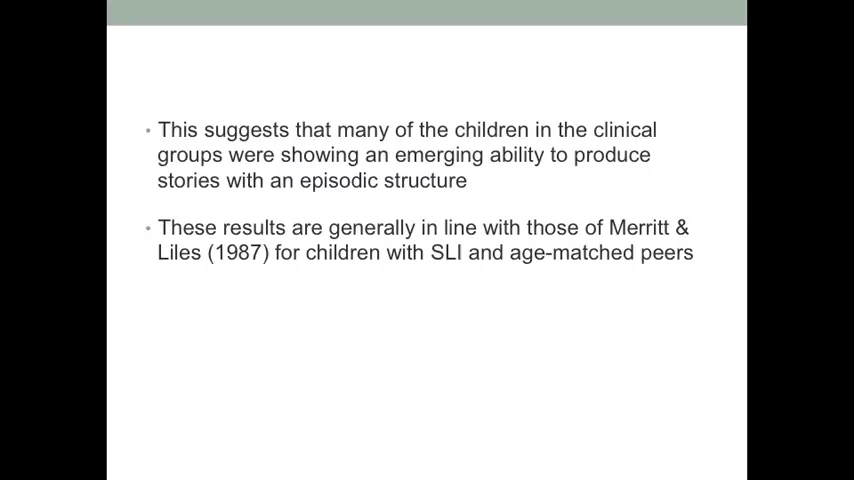 • This suggests that many of the children in the clinical
groups were showing an emerging ability to produce
stories with an episodic structure
• These results are generally in line with those of Merritt &
Liles (1987) for children with SLI and age-matched peers